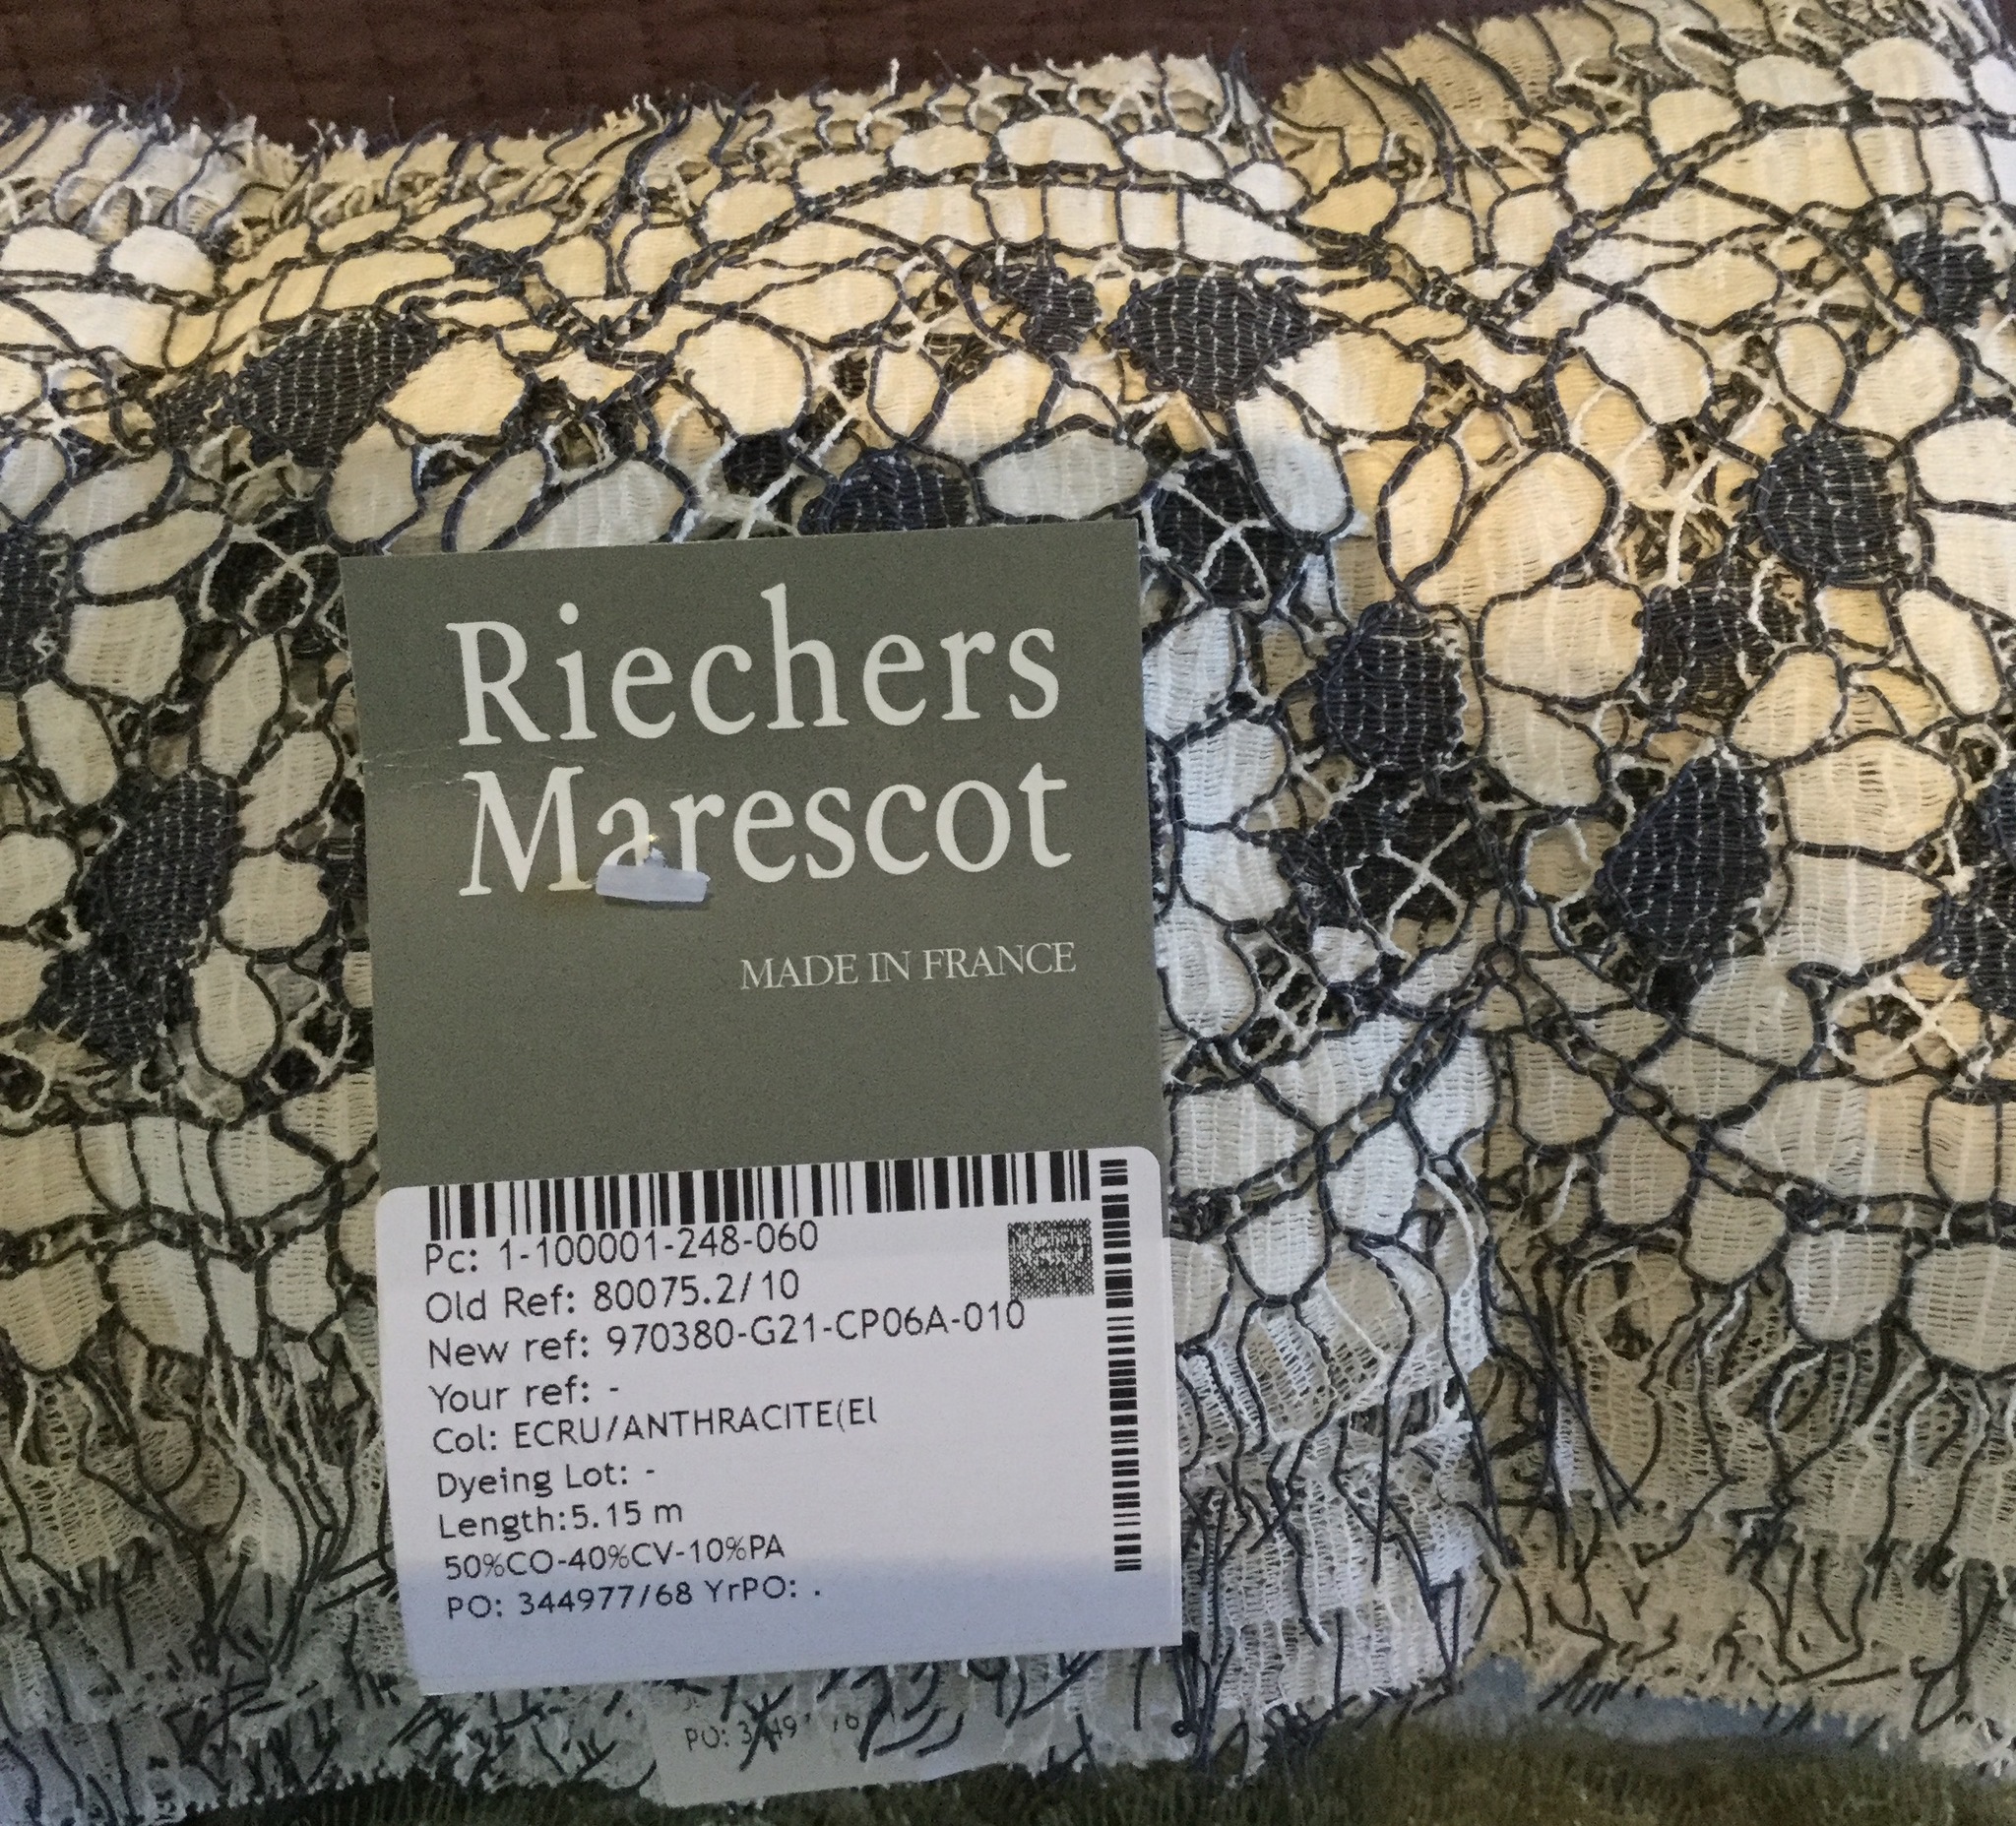 Riechers
Marescot
MADE IN FRANCE
Pc: 1-100001-248-060
Old Ref: 80075.2/10
New ref: 970380-G21-CP06A-010
Your ref: -
Col: ECRU/ANTHRACITE(El
Dyeing Lot: -
Length:5.15 m
50%CO-40%CV-10%PA
PO: 344977/68 YrPO: .
PO: